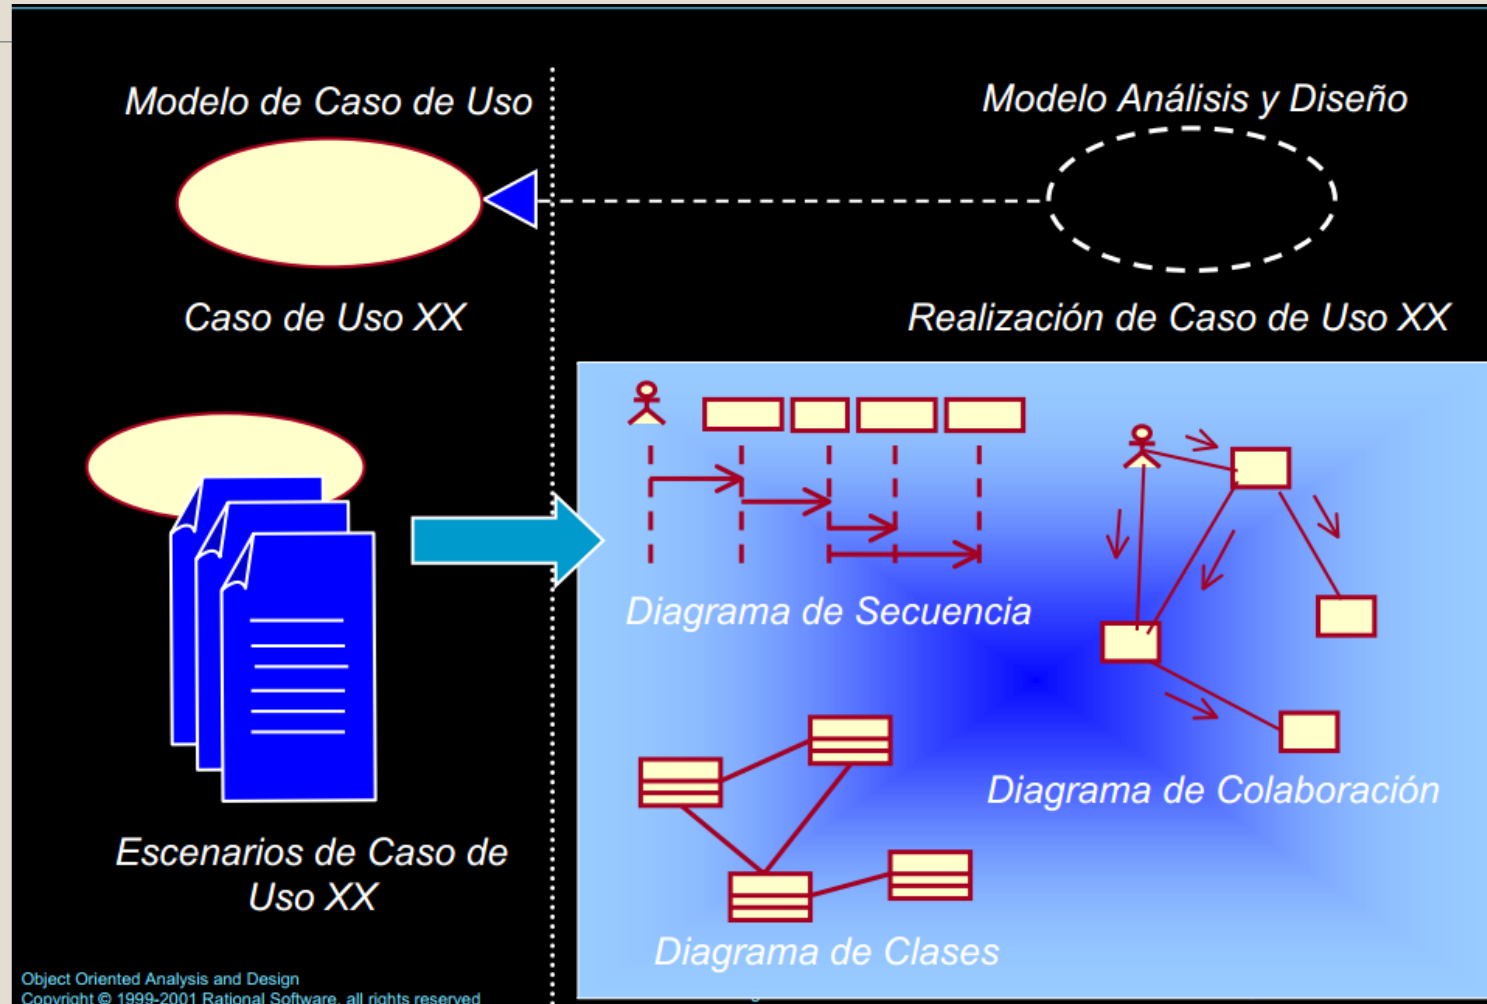 Modelo de Caso de Uso
Modelo Análisis y Diseño
Caso de Uso XX
Realización de Caso de Uso XX
Diagrama de Secuencia
Diagrama de Colaboración
Escenarios de Caso de
Uso XX
Diagrama de Clases
Object Oriented Analysis and Design
Copyright © 1999-2001 Rational Software, all rights reserved